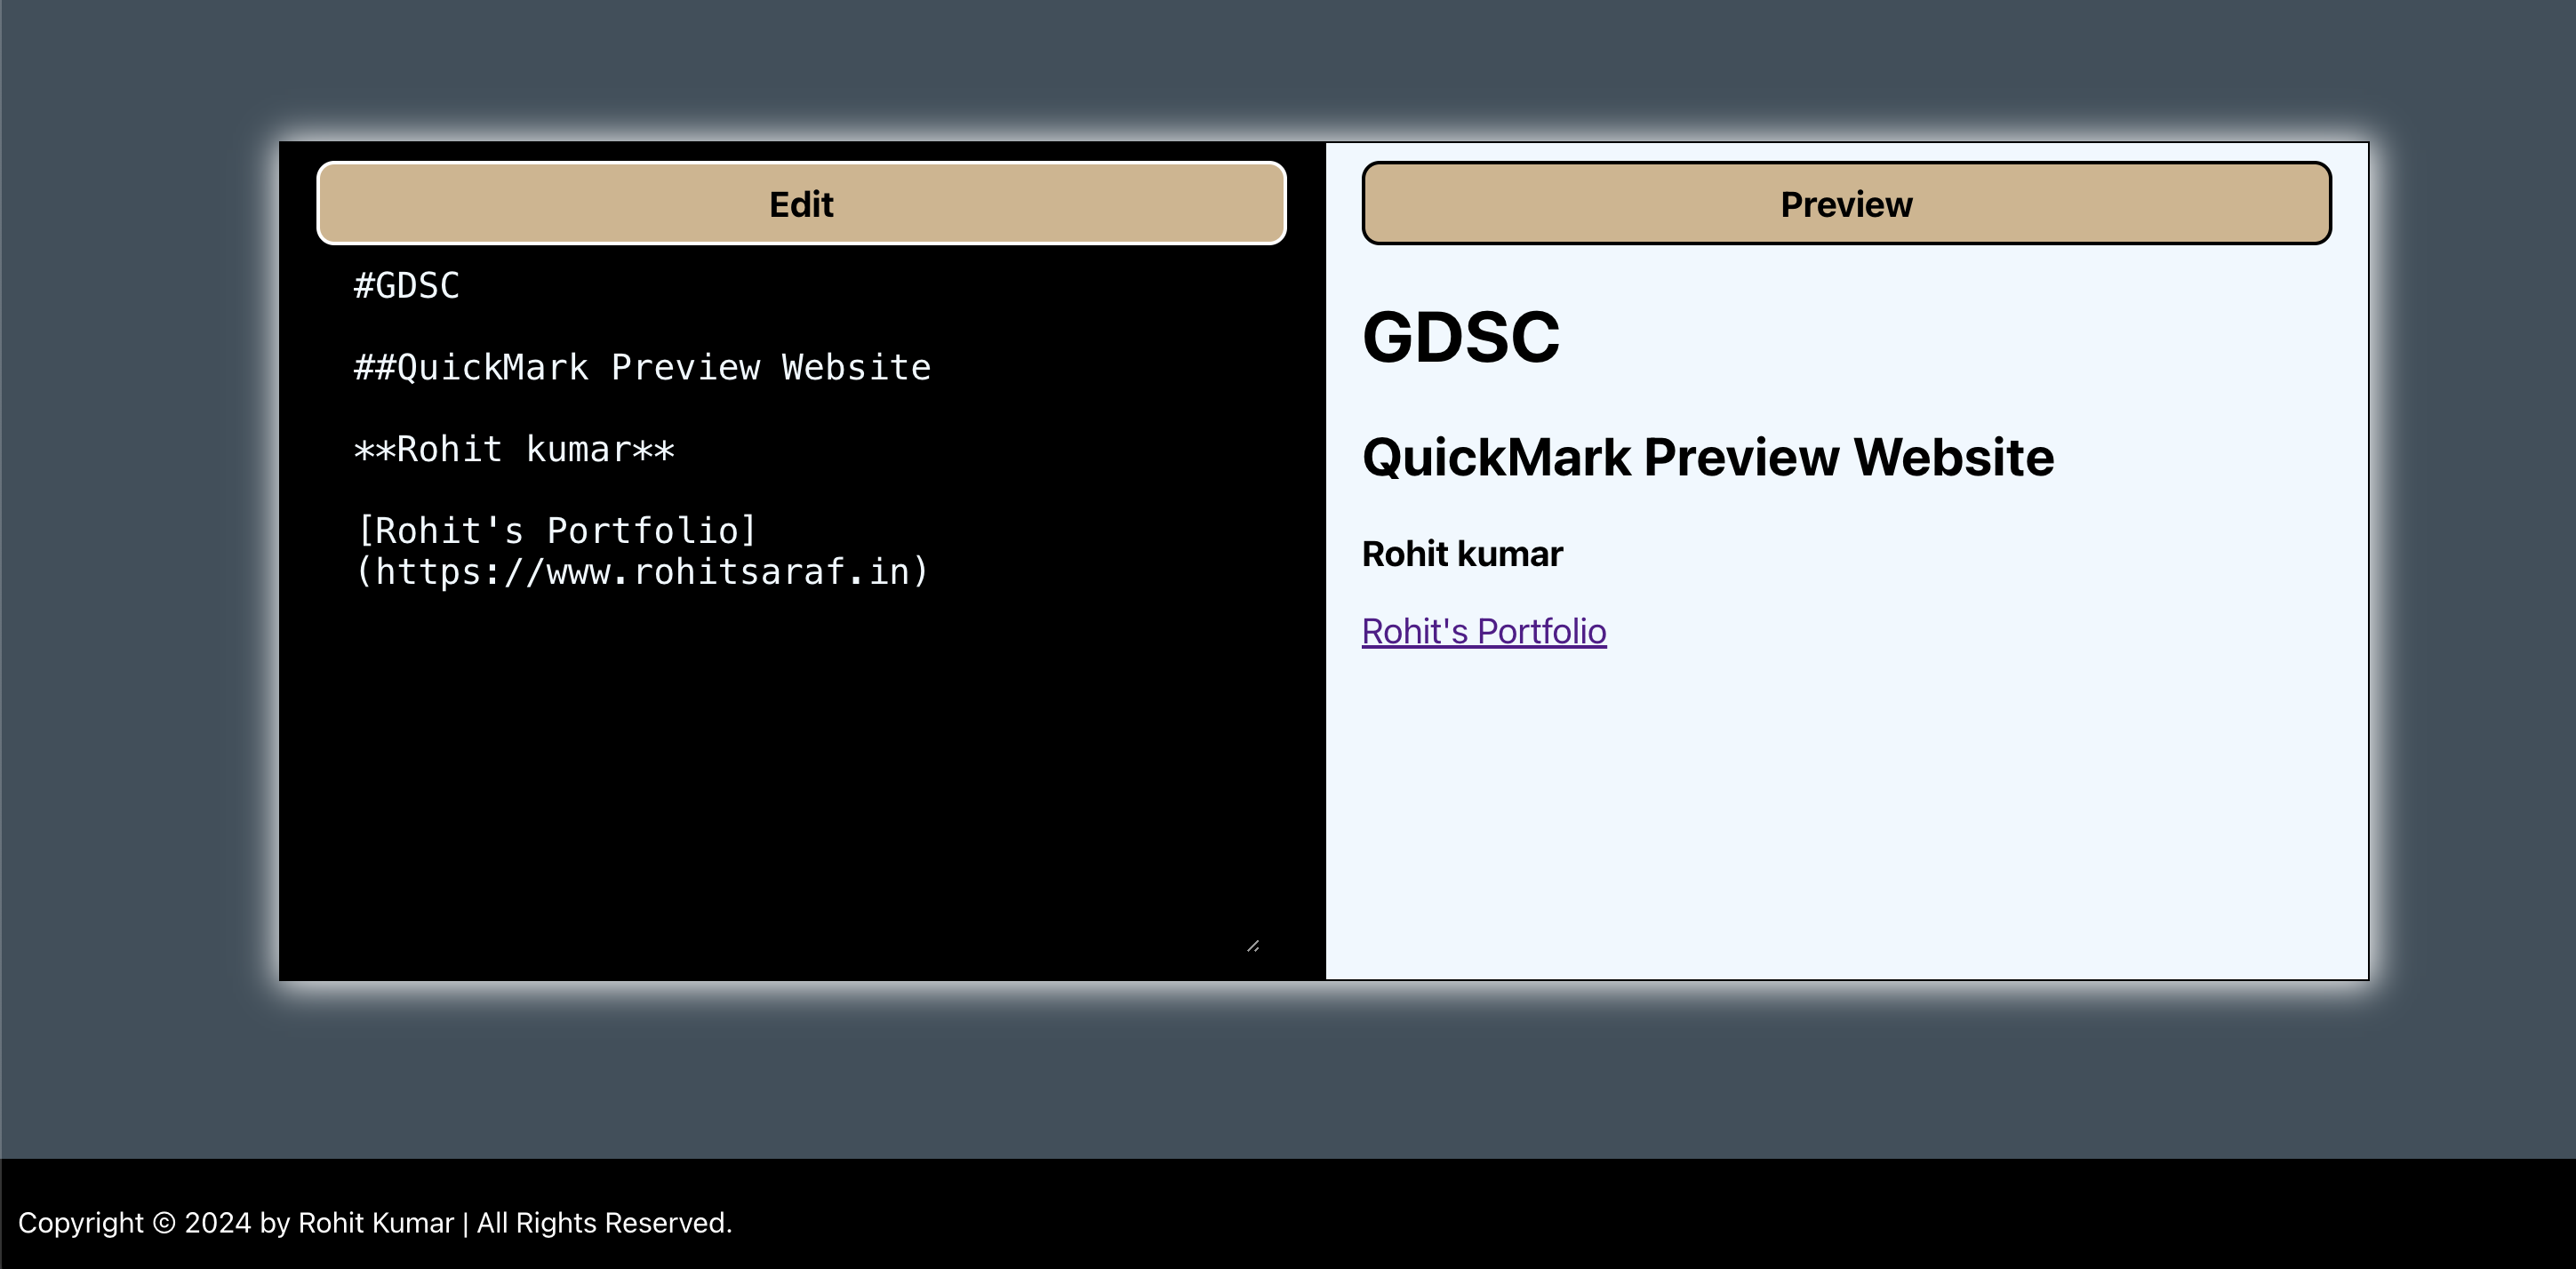 Edit
#GDSC
##QuickMark Preview Website
**Rohit kumar**
[Rohit's Portfolio]
(https://www.rohitsaraf.in)
Preview
GDSC
QuickMark Preview Website
Rohit kumar
Rohit's Portfolio
Copyright © 2024 by Rohit Kumar | All Rights Reserved.